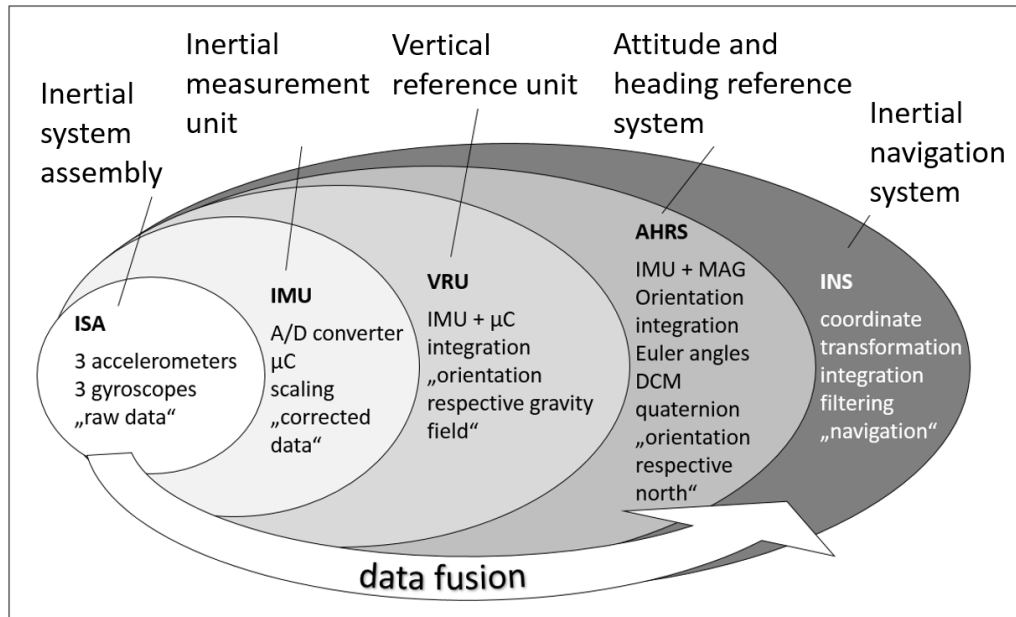 Inertial
system
assembly
Inertial
measurement
unit
Vertical
reference unit
Attitude and
heading reference
system
Inertial
navigation
system
ISA
3 accelerometers
3 gyroscopes
„raw data“
IMU
A/D converter
µC
scaling
„corrected
data“
VRU
IMU + µC
integration
„orientation
respective gravity
field“
AHRS
IMU + MAG
Orientation
integration
Euler angles
DCM
quaternion
„orientation
respective
north“
INS
coordinate
transformation
integration
filtering
„navigation“
data fusion